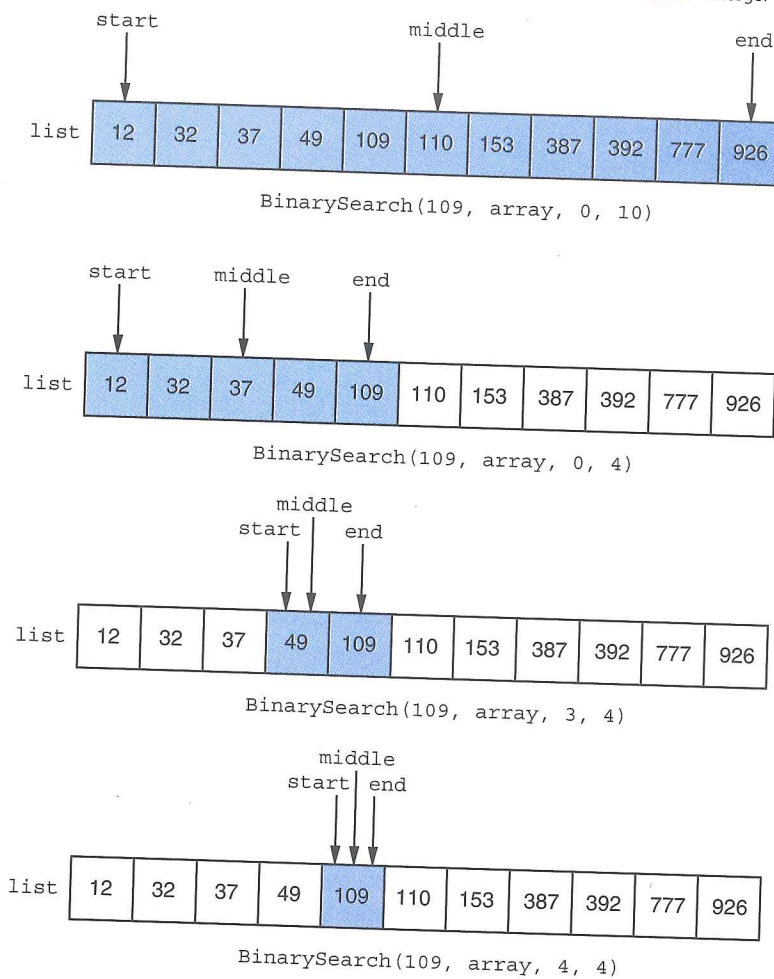 start middle end
list 12 32 37 49 109 110 153 387 392 777 926
BinarySearch(109, array, 0, 10)
start middle end
list 12 32 37 49 109 110 153 387 392 777 926
BinarySearch(109, array, 0, 4)
middle
start end
list 12 32 37 49 109 110 153 387 392 777 926
BinarySearch(109, array, 3, 4)
middle
start end
list 12 32 37 49 109 110 153 387 392 777 926
BinarySearch(109, array, 4, 4)